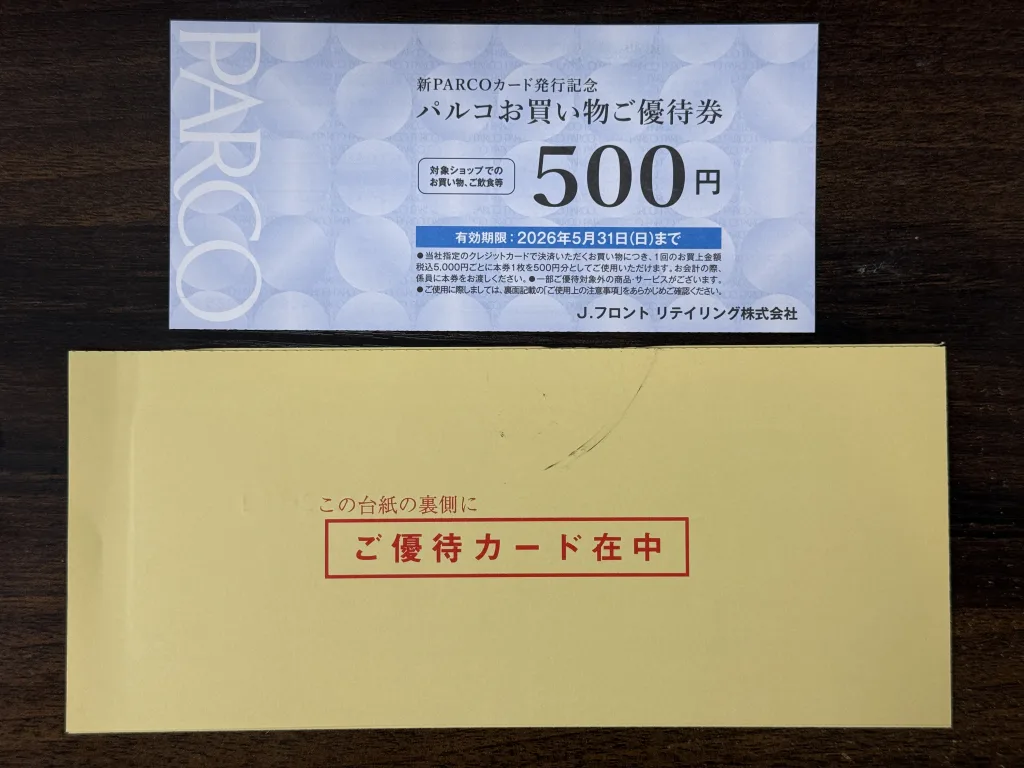 PARCO
新PARCOカード発行記念
パルコお買い物ご優待券
対象ショップでの
お買い物、ご飲食等
500円
有効期限：2026年5月31日(日)まで
●当社指定のクレジットカードで決済いただくお買い物につき、1回のお買上金額
税込5,000円ごとに本券1枚を500円分としてご使用いただけます。お会計の際、
係員に本券をお渡しください。●一部ご優待対象外の商品・サービスがございます。
●ご使用に際しましては、裏面記載の「ご使用上の注意事項」をあらかじめご確認ください。
J.フロント リテイリング株式会社
この台紙の裏側に
ご優待カード在中